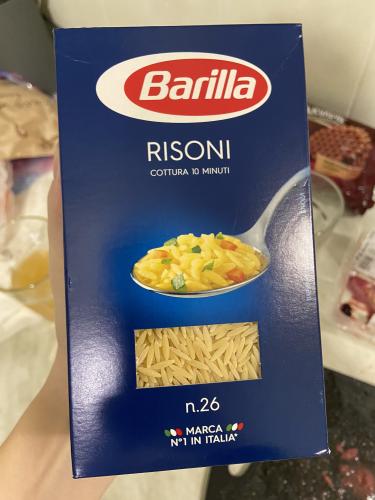 Barilla
RISONI
COTTURA 10 MINUTI
n.26
MARCA
N°1 IN ITALIA*